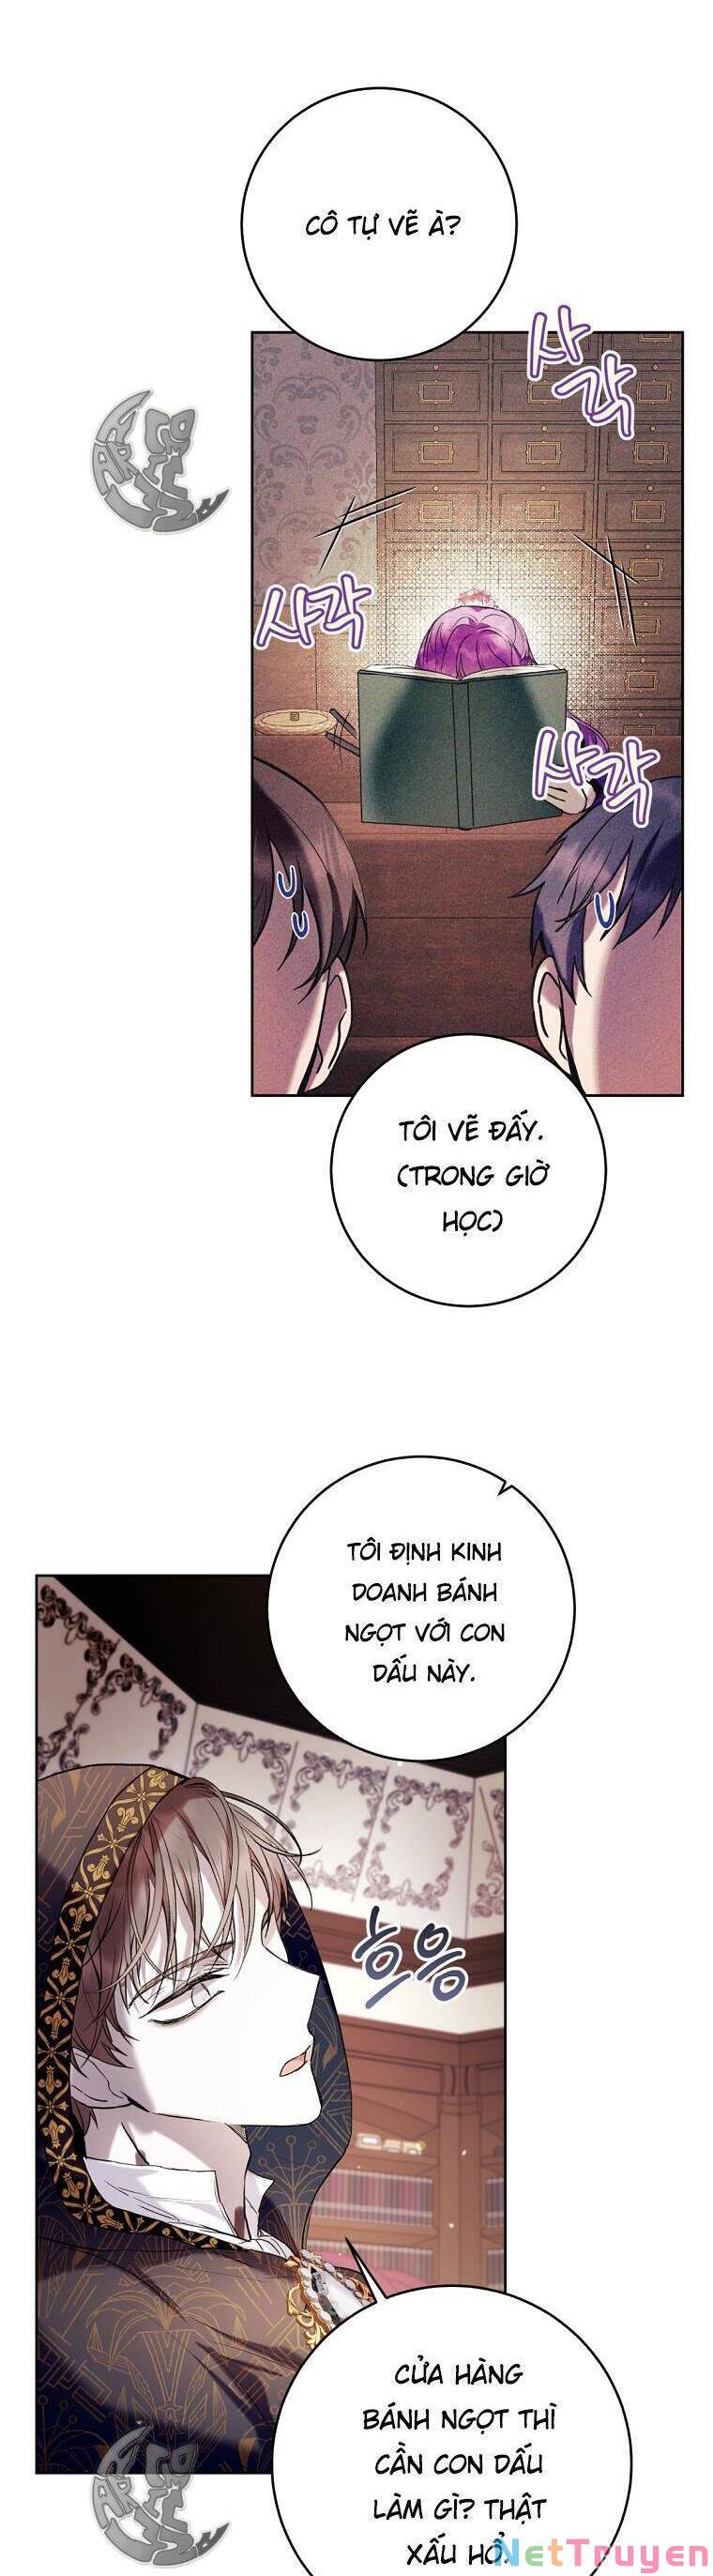 CÔ TỰ VẼ À?
사
각
사각
사각
TÔI VẼ ĐẤY.
(TRONG GIỜ
HỌC)
TÔI ĐỊNH KINH
DOANH BÁNH
NGỌT VỚI CON
DẤU NÀY.
흐응
CỬA HÀNG
BÁNH NGỌT THÌ
CẦN CON DẤU
LÀM GÌ? THẬT
XẤU HỔ.
NetTruyen